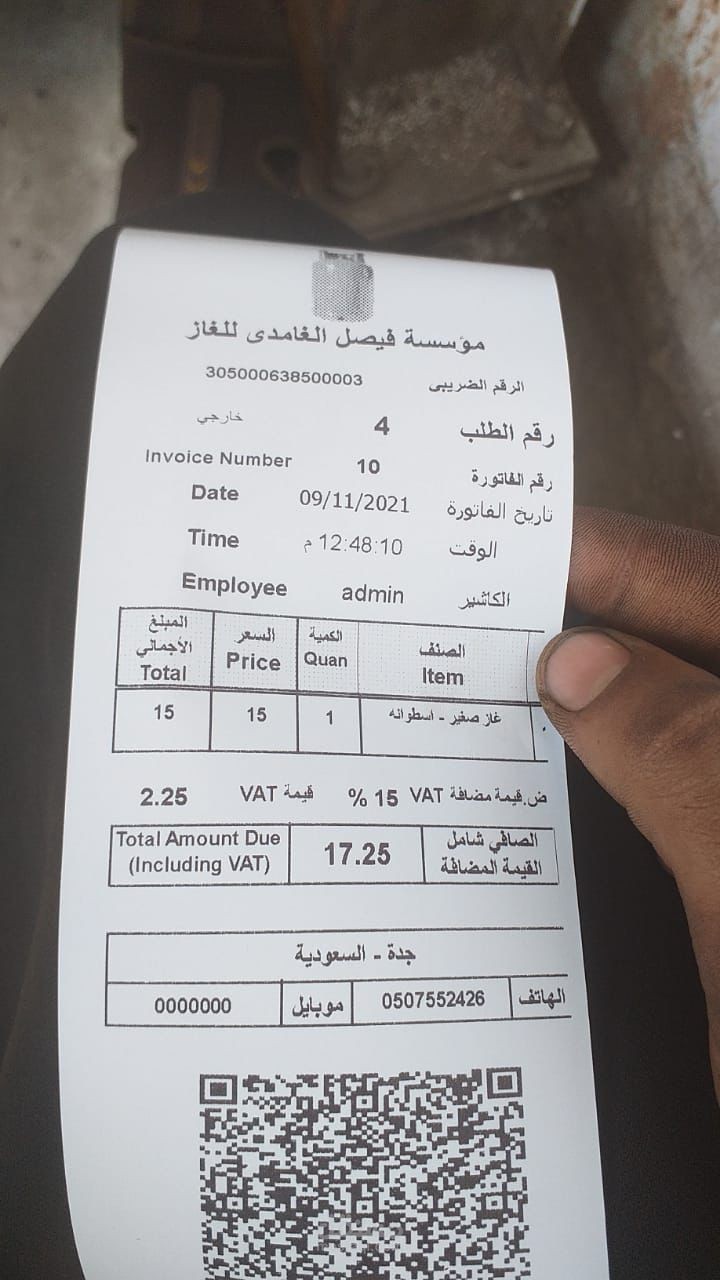 مؤسسة فيصل الغامدى للغاز
الرقم الضريبى 305000638500003
رقم الطلب 4 خارجي
رقم الفاتورة 10 Invoice Number
تاريخ الفاتورة 09/11/2021 Date
الوقت 12:48:10 م Time
الكاشير admin Employee
الصنف الكمية السعر المبلغ الأجمالي
Item Quan Price Total
غاز صغير - اسطوانه 1 15 15
ض.قيمة مضافة VAT 15 % قيمة VAT 2.25
الصافي شامل القيمة المضافة 17.25 Total Amount Due (Including VAT)
جدة - السعودية
الهاتف 0507552426 موبايل 0000000